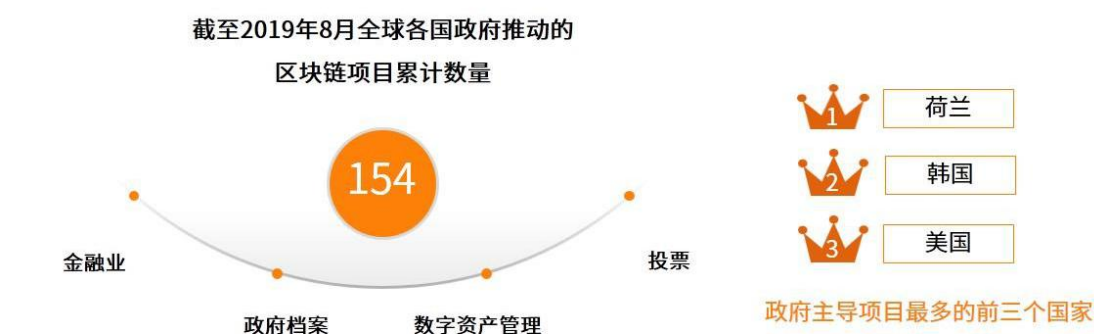 截至2019年8月全球各国政府推动的
区块链项目累计数量
154
金融业
政府档案
数字资产管理
投票
1
荷兰
2
韩国
3
美国
政府主导项目最多的前三个国家